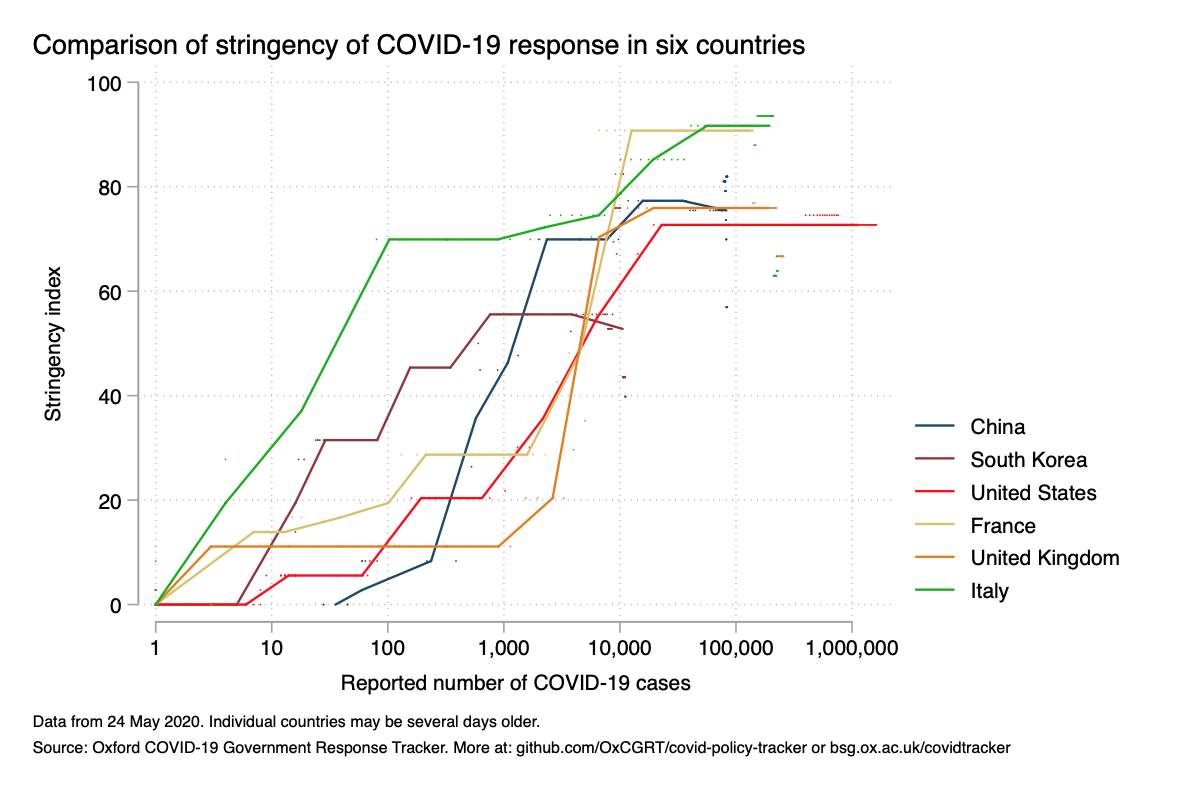 Comparison of stringency of COVID-19 response in six countries
100
80
60
40
20
0
Stringency index
1
10
100
1,000
10,000
100,000
1,000,000
Reported number of COVID-19 cases
China
South Korea
United States
France
United Kingdom
Italy
Data from 24 May 2020. Individual countries may be several days older.
Source: Oxford COVID-19 Government Response Tracker. More at: github.com/OxCGRT/covid-policy-tracker or bsg.ox.ac.uk/covidtracker